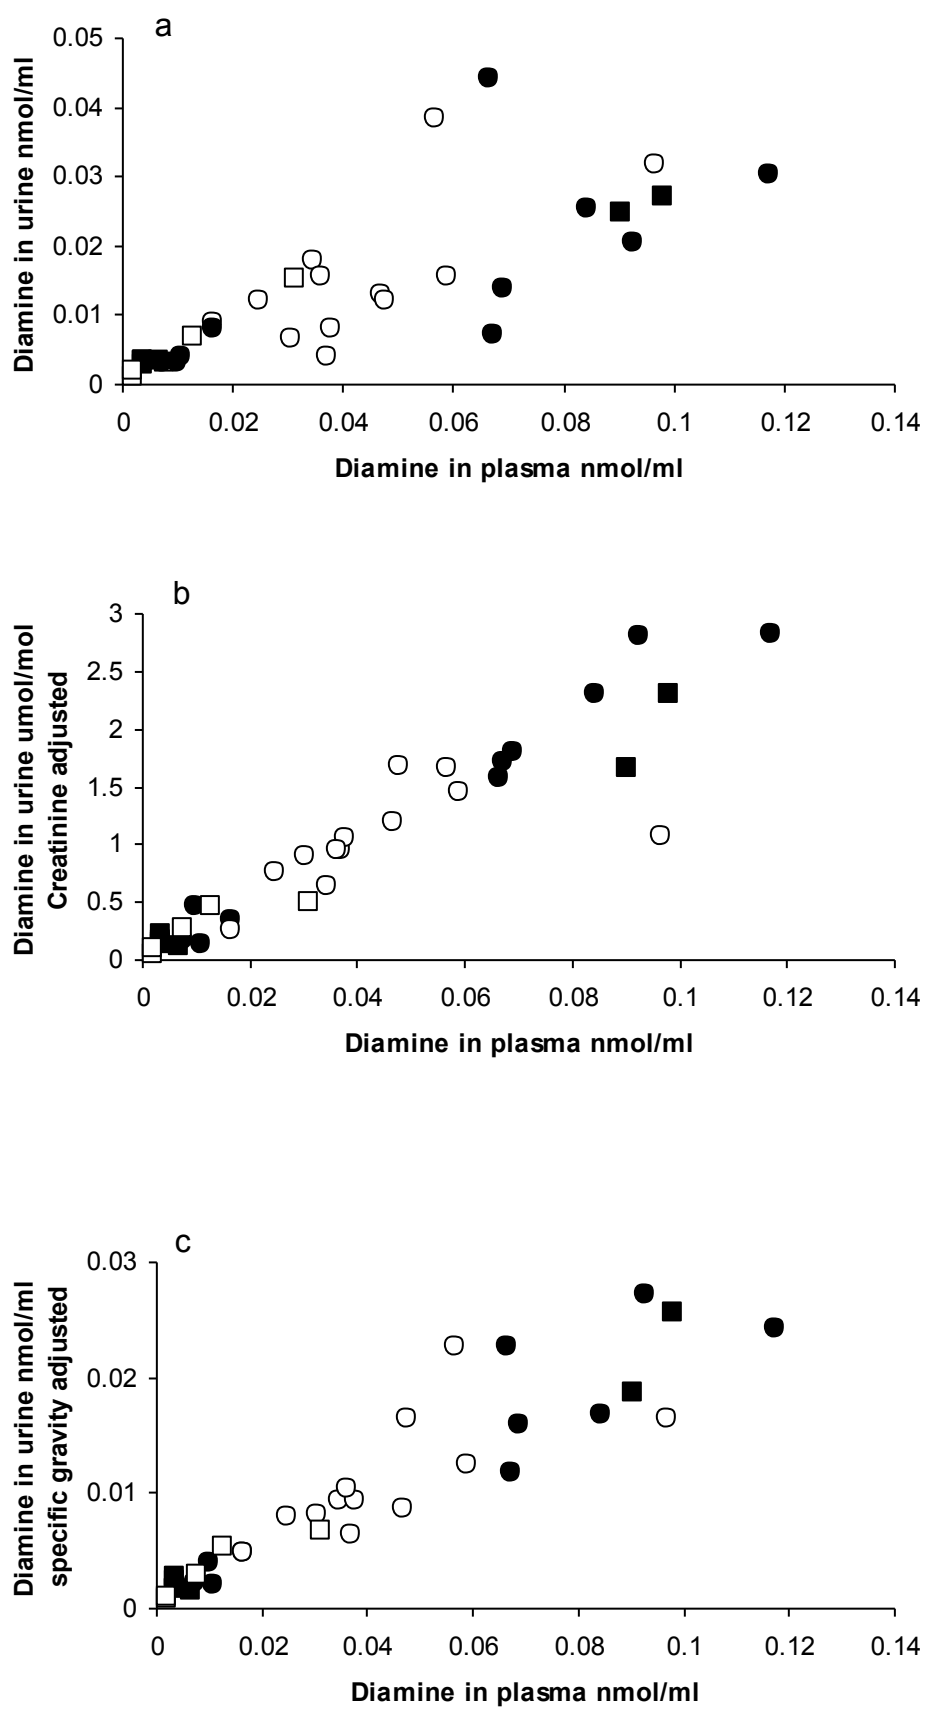 a
0.05
0.04
0.03
0.02
0.01
0
Diamine in urine nmol/ml
0 0.02 0.04 0.06 0.08 0.1 0.12 0.14
Diamine in plasma nmol/ml
b
3
2.5
2
1.5
1
0.5
0
Diamine in urine umol/mol
Creatinine adjusted
0 0.02 0.04 0.06 0.08 0.1 0.12 0.14
Diamine in plasma nmol/ml
c
0.03
0.02
0.01
0
Diamine in urine nmol/ml
specific gravity adjusted
0 0.02 0.04 0.06 0.08 0.1 0.12 0.14
Diamine in plasma nmol/ml